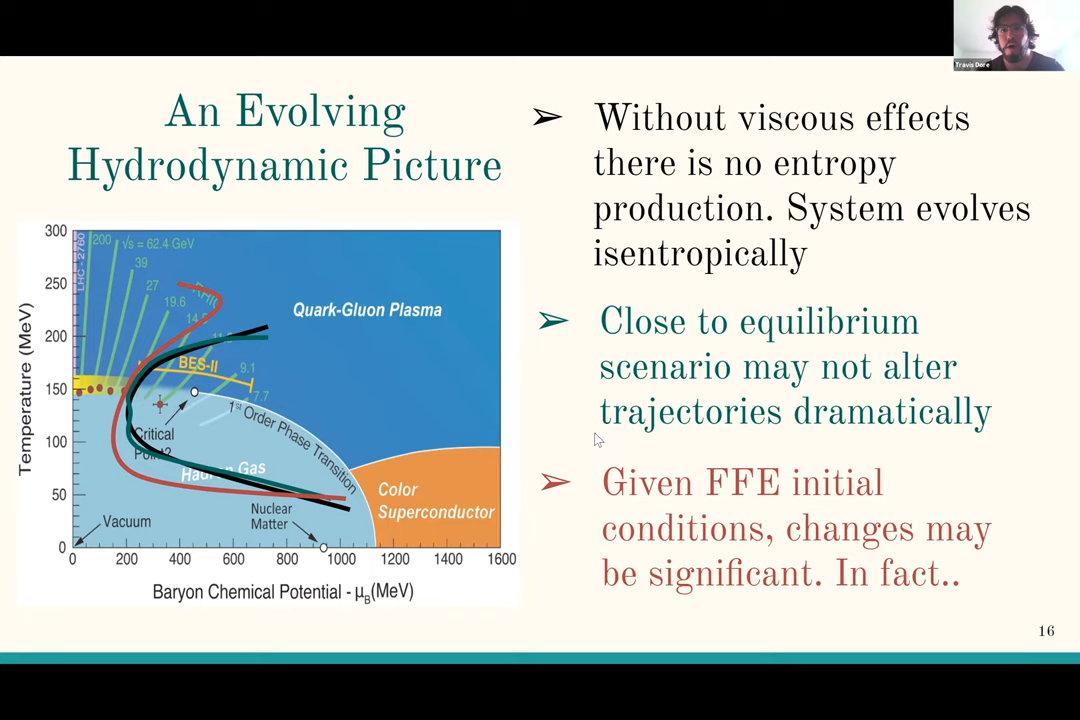 Travis Dore
An Evolving
Hydrodynamic Picture
➢ Without viscous effects
there is no entropy
production. System evolves
isentropically
➢ Close to equilibrium
scenario may not alter
trajectories dramatically
➢ Given FFE initial
conditions, changes may
be significant. In fact..
Temperature (MeV)
300
250
200
150
100
50
0
LHC - 2760
200
√s = 62.4 GeV
39
27
19.6
RHIC
9.1
7.7
BES-II
Quark-Gluon Plasma
Critical
Point?
1st Order Phase Transition
Hadron Gas
Color
Superconductor
Nuclear
Matter
Vacuum
0 200 400 600 800 1000 1200 1400 1600
Baryon Chemical Potential - μB(MeV)
16